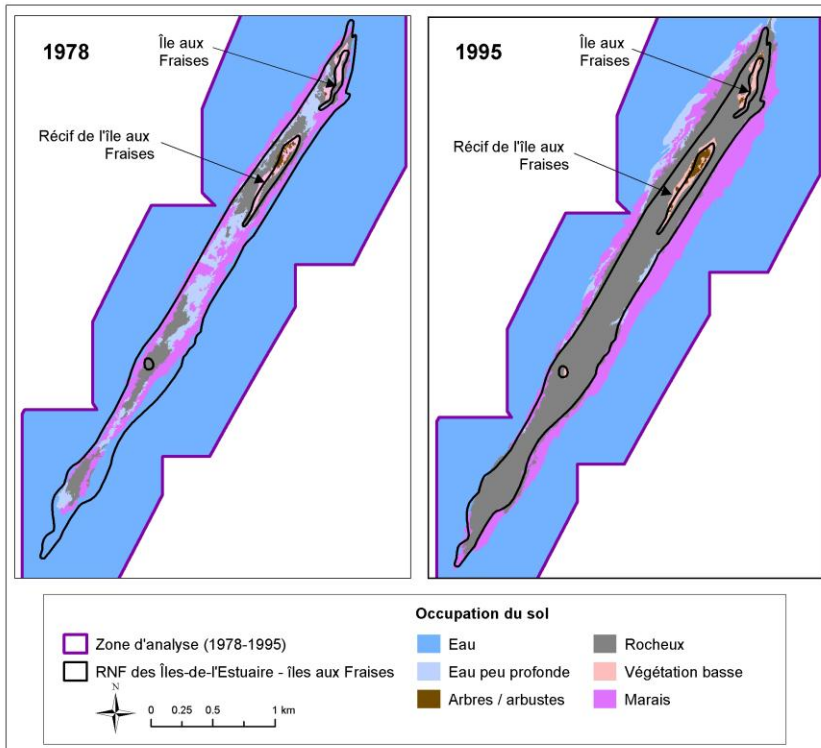 1978
Île aux
Fraises
Récif de l'île aux
Fraises
1995
Île aux
Fraises
Récif de l'île aux
Fraises
Zone d'analyse (1978-1995)
RNF des Îles-de-l'Estuaire - îles aux Fraises
N
0 0.25 0.5 1 km
Occupation du sol
Eau
Eau peu profonde
Arbres / arbustes
Rocheux
Végétation basse
Marais